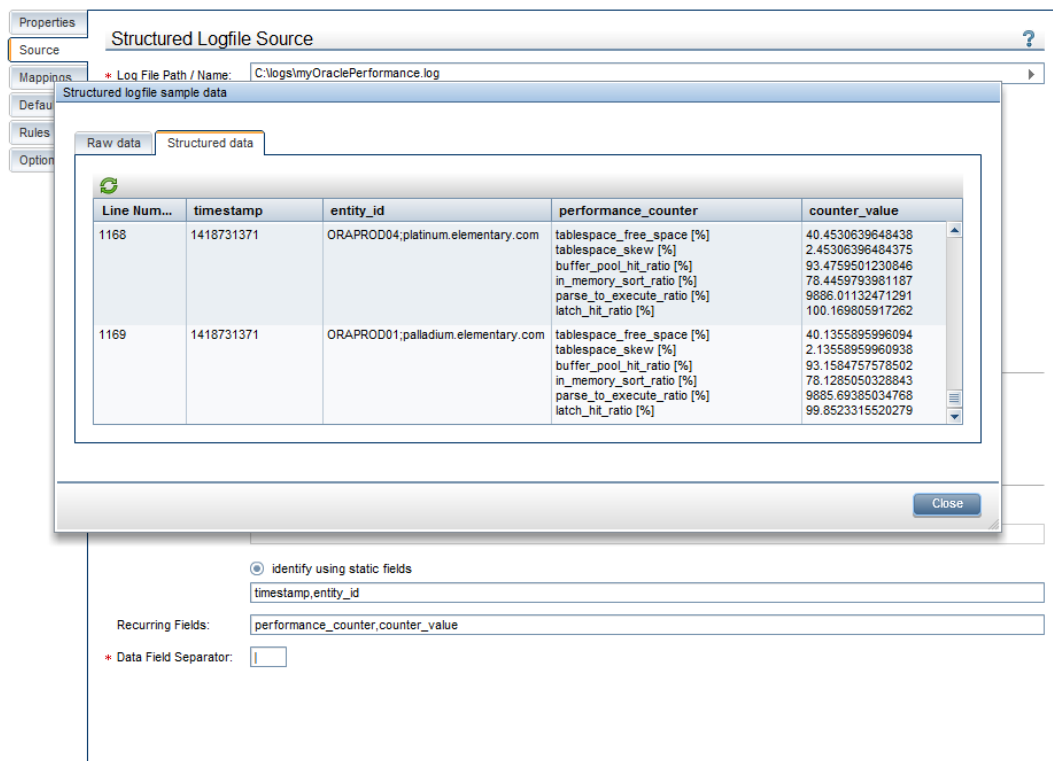 Properties
Source
Mappings
Defau
Rules
Option
Structured Logfile Source
?
* Log File Path / Name: C:\logs\myOraclePerformance.log
Structured logfile sample data
Raw data Structured data
Line Num... timestamp entity_id performance_counter counter_value
1168 1418731371 ORAPROD04;platinum.elementary.com tablespace_free_space [%] 40.4530639648438
tablespace_skew [%] 2.45306396484375
buffer_pool_hit_ratio [%] 93.4759501230846
in_memory_sort_ratio [%] 78.4459793981187
parse_to_execute_ratio [%] 9886.01132471291
latch_hit_ratio [%] 100.169805917262
1169 1418731371 ORAPROD01;palladium.elementary.com tablespace_free_space [%] 40.1355895996094
tablespace_skew [%] 2.13558959960938
buffer_pool_hit_ratio [%] 93.1584757578502
in_memory_sort_ratio [%] 78.1285050328843
parse_to_execute_ratio [%] 9885.69385034768
latch_hit_ratio [%] 99.8523315520279
Close
identify using static fields
timestamp,entity_id
Recurring Fields: performance_counter,counter_value
* Data Field Separator: |